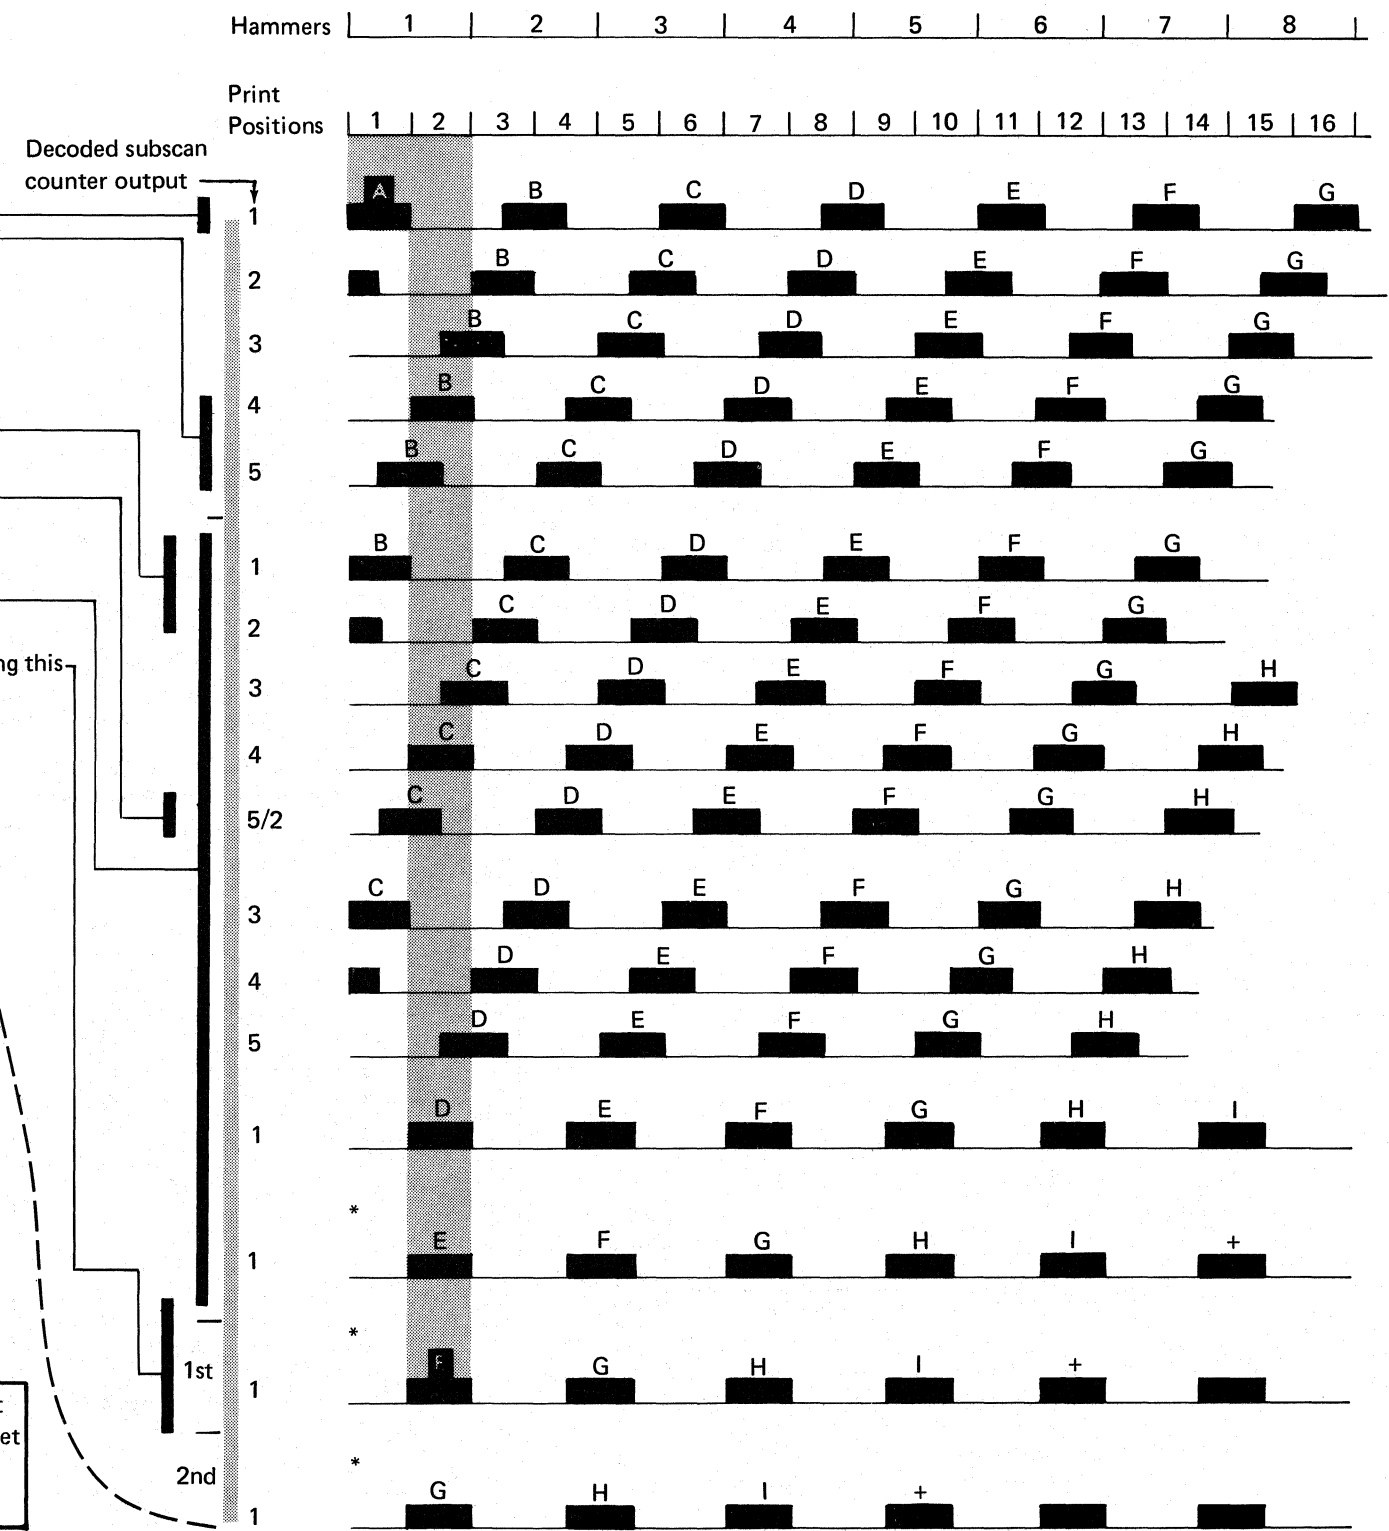 Hammers 1 2 3 4 5 6 7 8
Print
Positions 1 2 3 4 5 6 7 8 9 10 11 12 13 14 15 16
Decoded subscan
counter output
A B C D E F G
1
B C D E F G
2
B C D E F G
3
B C D E F G
4
B C D E F G
5
B C D E F G
1
C D E F G
2
ng this
C D E F G H
3
C D E F G H
4
C D E F G H
5/2
C D E F G H
3
D E F G H
4
D E F G H
5
D E F G H I
1
*
E F G H I +
1
*
F G H I +
1st
1
et
*
2nd
G H I +
1